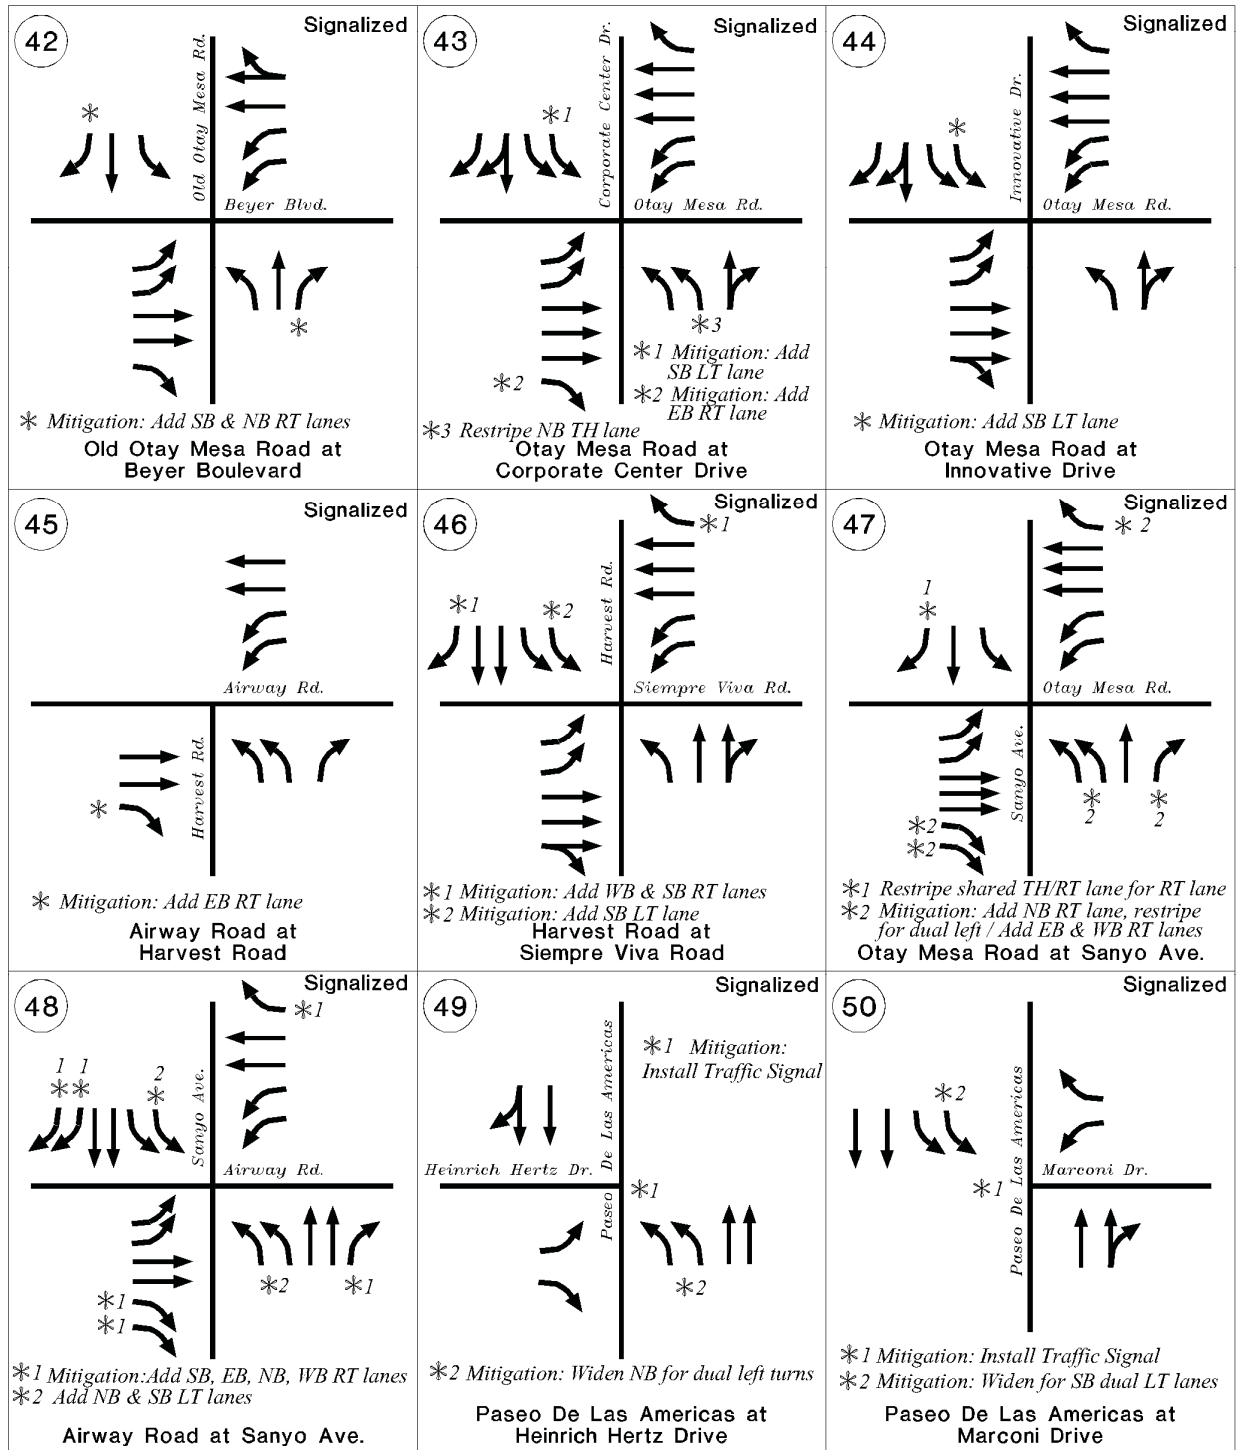 42
Signalized
Old Otay Mesa Rd.
*
Beyer Blvd.
*
* Mitigation: Add SB & NB RT lanes
Old Otay Mesa Road at
Beyer Boulevard
43
Signalized
Corporate Center Dr.
*1
Otay Mesa Rd.
*3
*1 Mitigation: Add
SB LT lane
*2
*2 Mitigation: Add
EB RT lane
*3 Restripe NB TH lane
Otay Mesa Road at
Corporate Center Drive
44
Signalized
Innovative Dr.
*
Otay Mesa Rd.
* Mitigation: Add SB LT lane
Otay Mesa Road at
Innovative Drive
45
Signalized
Airway Rd.
Harvest Rd.
*
* Mitigation: Add EB RT lane
Airway Road at
Harvest Road
46
Signalized
*1
Harvest Rd.
*1
*2
Siempre Viva Rd.
*1 Mitigation: Add WB & SB RT lanes
*2 Mitigation: Add SB LT lane
Harvest Road at
Siempre Viva Road
47
Signalized
* 2
1
*
Otay Mesa Rd.
Sanyo Ave.
*
2
*
2
*2
*2
*1 Restripe shared TH/RT lane for RT lane
*2 Mitigation: Add NB RT lane, restripe
for dual left / Add EB & WB RT lanes
Otay Mesa Road at Sanyo Ave.
48
Signalized
*1
1 1
* *
2
*
Sanyo Ave.
Airway Rd.
*2
*1
*1
*1
*1 Mitigation:Add SB, EB, NB, WB RT lanes
*2 Add NB & SB LT lanes
Airway Road at Sanyo Ave.
49
Signalized
*1 Mitigation:
Install Traffic Signal
Paseo De Las Americas
Heinrich Hertz Dr.
*1
*2
*2 Mitigation: Widen NB for dual left turns
Paseo De Las Americas at
Heinrich Hertz Drive
50
Signalized
*2
Paseo De Las Americas
Marconi Dr.
*1
*1 Mitigation: Install Traffic Signal
*2 Mitigation: Widen for SB dual LT lanes
Paseo De Las Americas at
Marconi Drive